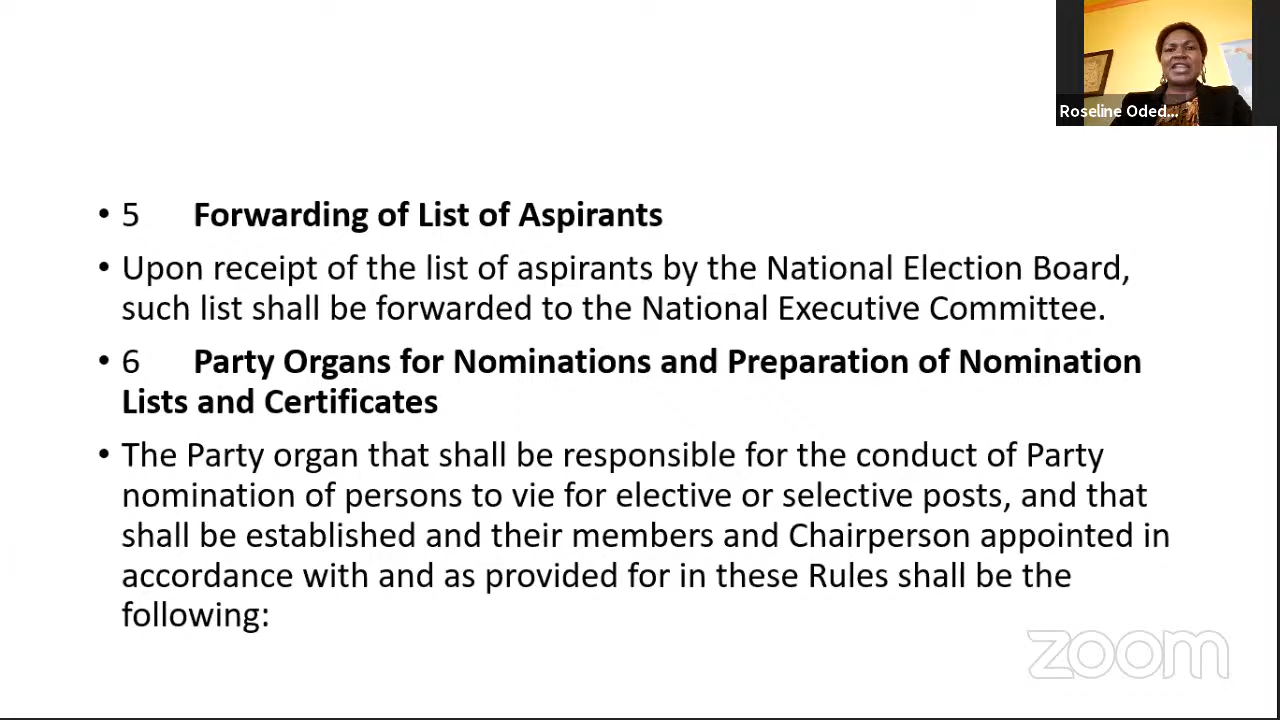 Roseline Oded...
• 5 Forwarding of List of Aspirants
• Upon receipt of the list of aspirants by the National Election Board,
such list shall be forwarded to the National Executive Committee.
• 6 Party Organs for Nominations and Preparation of Nomination
Lists and Certificates
• The Party organ that shall be responsible for the conduct of Party
nomination of persons to vie for elective or selective posts, and that
shall be established and their members and Chairperson appointed in
accordance with and as provided for in these Rules shall be the
following:
zoom